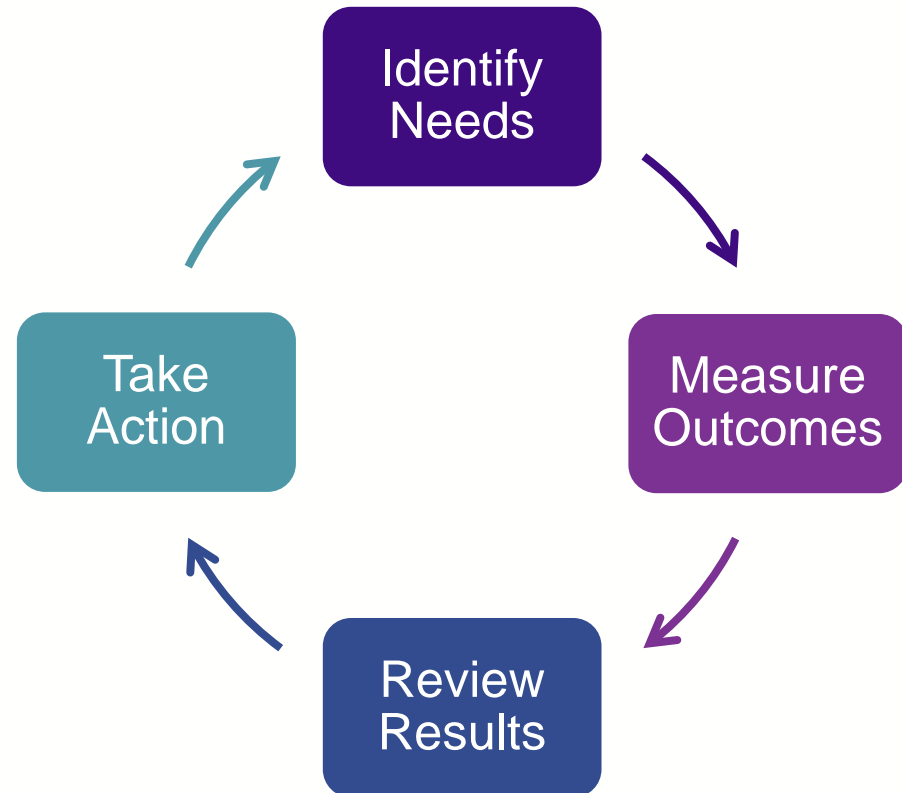 Identify
Needs
Measure
Outcomes
Review
Results
Take
Action